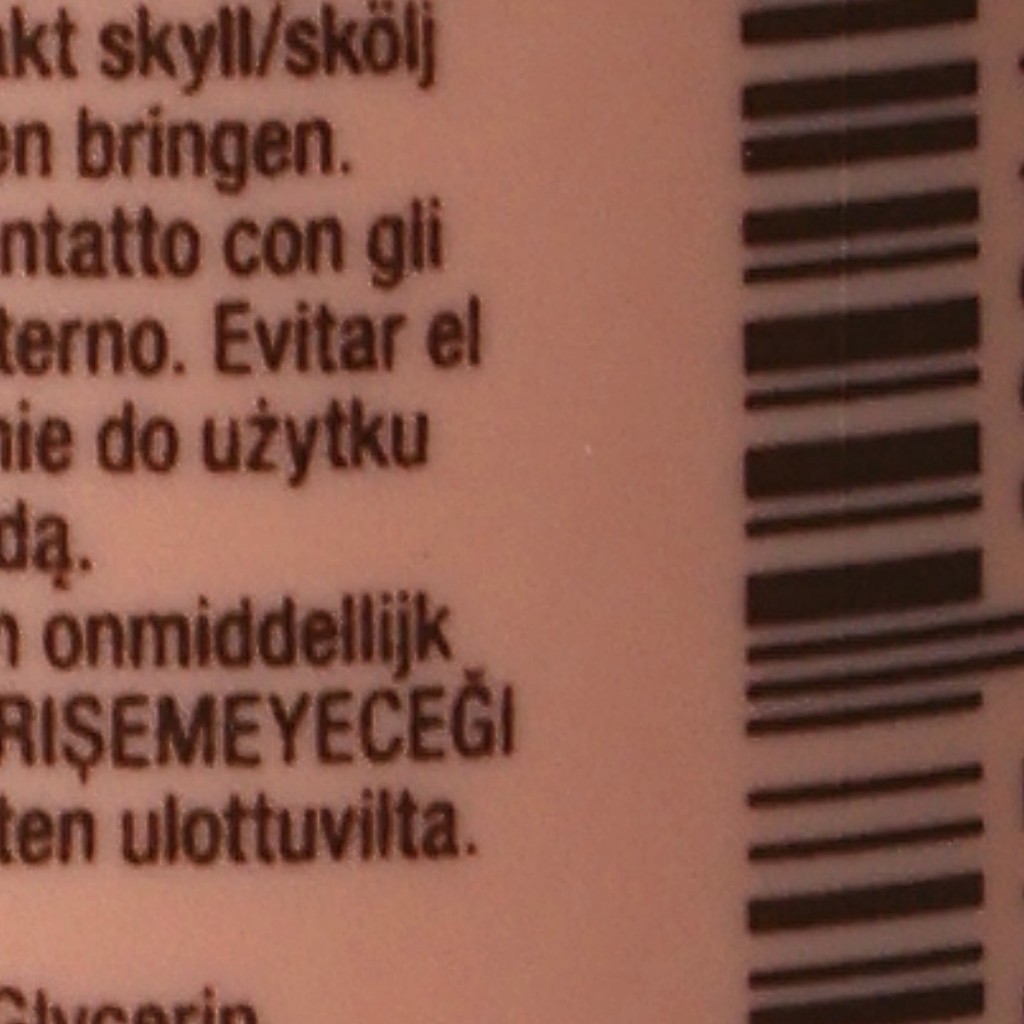 akt skyll/skölj
en bringen.
ntatto con gli
terno. Evitar el
nie do użytku
dą.
n onmiddellijk
RIŞEMEYECEĞI
ten ulottuvilta.
Glycerin